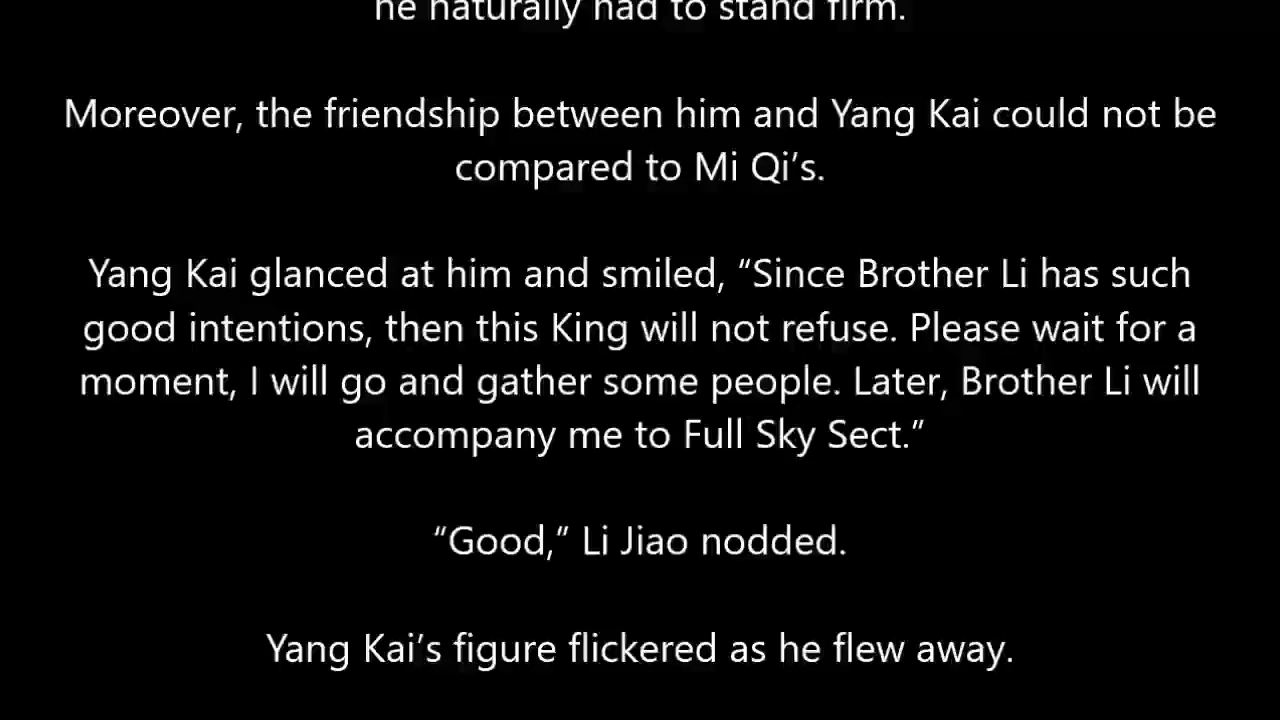 he naturally had to stand firm.
Moreover, the friendship between him and Yang Kai could not be
compared to Mi Qi’s.
Yang Kai glanced at him and smiled, “Since Brother Li has such
good intentions, then this King will not refuse. Please wait for a
moment, I will go and gather some people. Later, Brother Li will
accompany me to Full Sky Sect.”
“Good,” Li Jiao nodded.
Yang Kai’s figure flickered as he flew away.